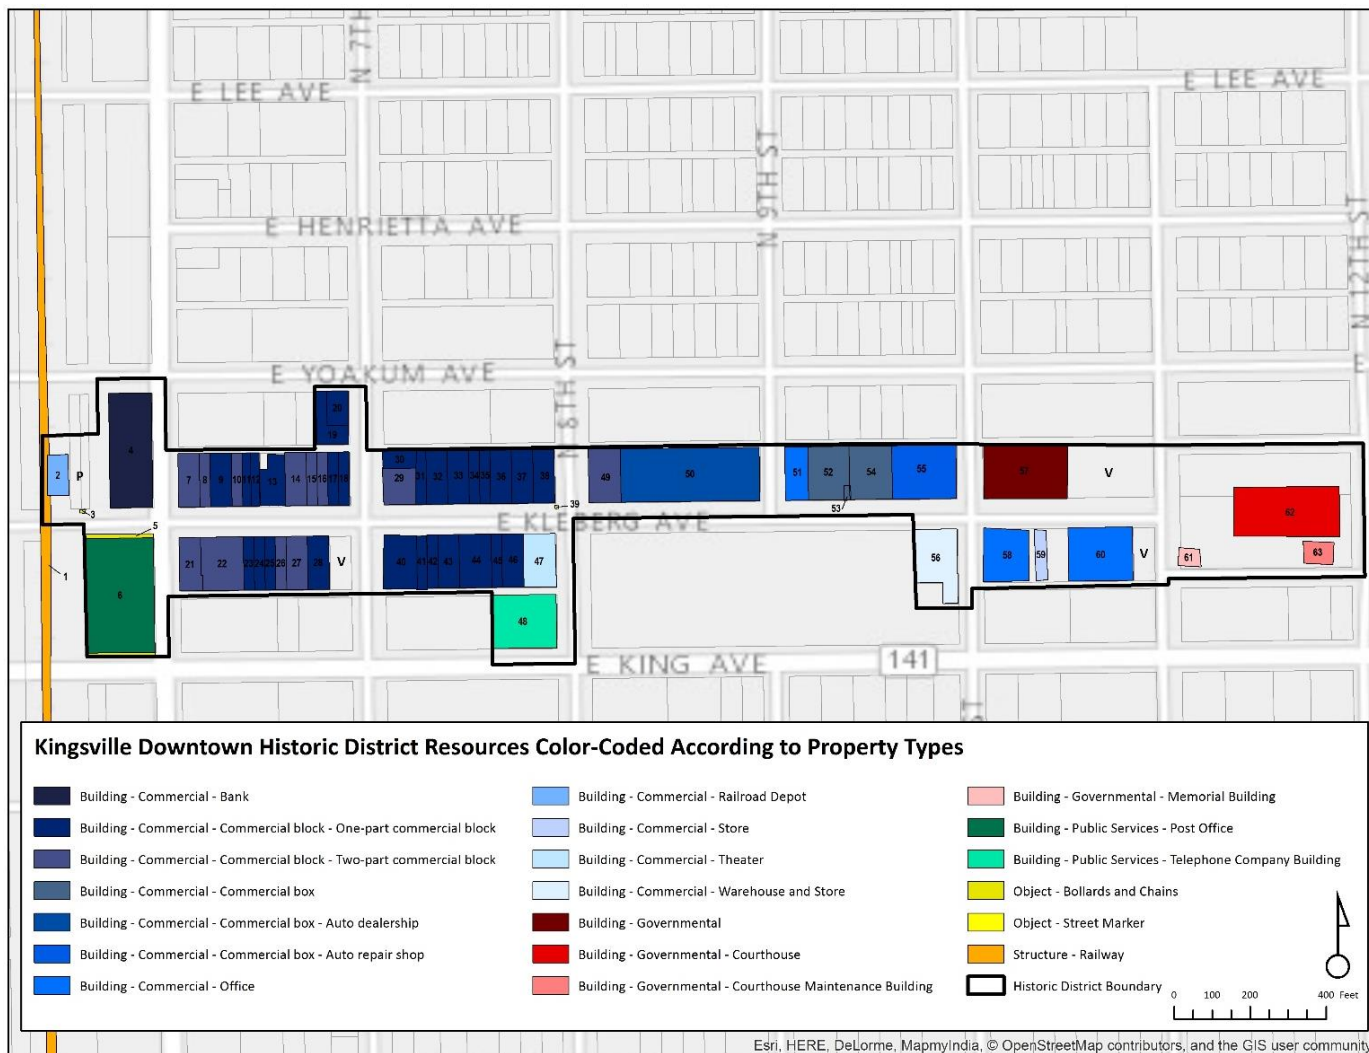 N 7TH
E LEE AVE
E LEE AVE
N 9TH ST
E HENRIETTA AVE
N 12TH ST
E YOAKUM AVE
N 8TH ST
E
20
19
2
P
4
7
8
9
10
11
12
13
14
15
16
17
18
30
29
31
32
33
34
35
36
37
38
49
50
51
52
54
55
57
V
3
39
53
62
5
E KLEBERG AVE
1
6
21
22
23
24
25
26
27
28
V
40
41
42
43
44
45
46
47
56
58
59
60
V
61
63
48
E KING AVE
141
ST
Kingsville Downtown Historic District Resources Color-Coded According to Property Types
Building - Commercial - Bank
Building - Commercial - Commercial block - One-part commercial block
Building - Commercial - Commercial block - Two-part commercial block
Building - Commercial - Commercial box
Building - Commercial - Commercial box - Auto dealership
Building - Commercial - Commercial box - Auto repair shop
Building - Commercial - Office
Building - Commercial - Railroad Depot
Building - Commercial - Store
Building - Commercial - Theater
Building - Commercial - Warehouse and Store
Building - Governmental
Building - Governmental - Courthouse
Building - Governmental - Courthouse Maintenance Building
Building - Governmental - Memorial Building
Building - Public Services - Post Office
Building - Public Services - Telephone Company Building
Object - Bollards and Chains
Object - Street Marker
Structure - Railway
Historic District Boundary
0 100 200 400 Feet
Esri, HERE, DeLorme, MapmyIndia, © OpenStreetMap contributors, and the GIS user community